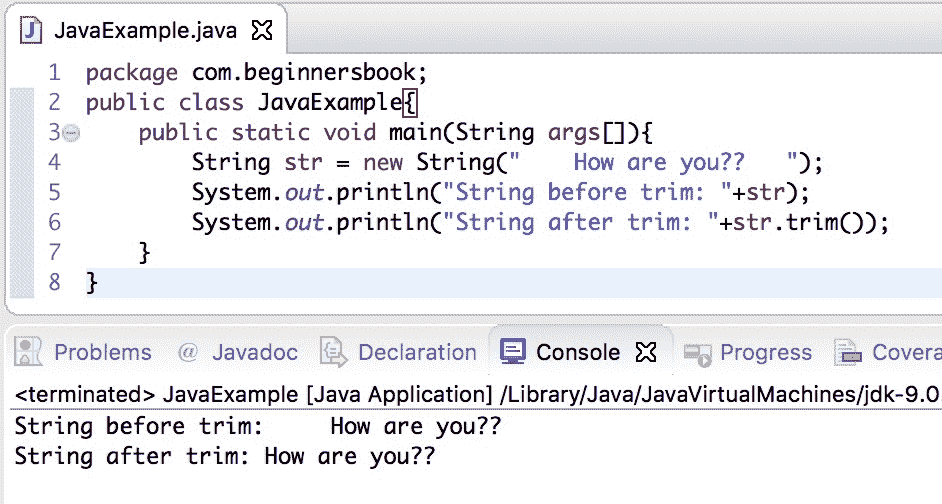 JavaExample.java
1 package com.beginnersbook;
2 public class JavaExample{
3     public static void main(String args[]){
4         String str = new String("    How are you??   ");
5         System.out.println("String before trim: "+str);
6         System.out.println("String after trim: "+str.trim());
7     }
8 }
Problems @ Javadoc Declaration Console Progress Covera
<terminated> JavaExample [Java Application] /Library/Java/JavaVirtualMachines/jdk-9.0
String before trim:     How are you??
String after trim: How are you??